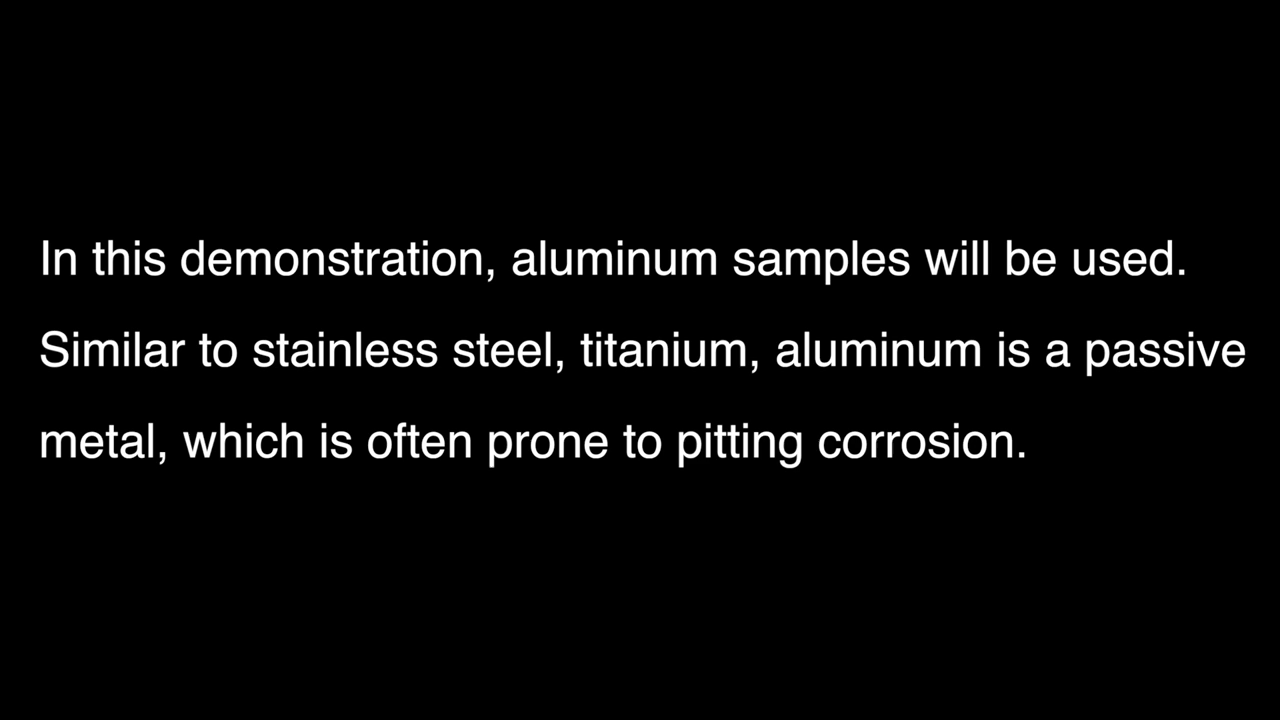 In this demonstration, aluminum samples will be used.
Similar to stainless steel, titanium, aluminum is a passive
metal, which is often prone to pitting corrosion.